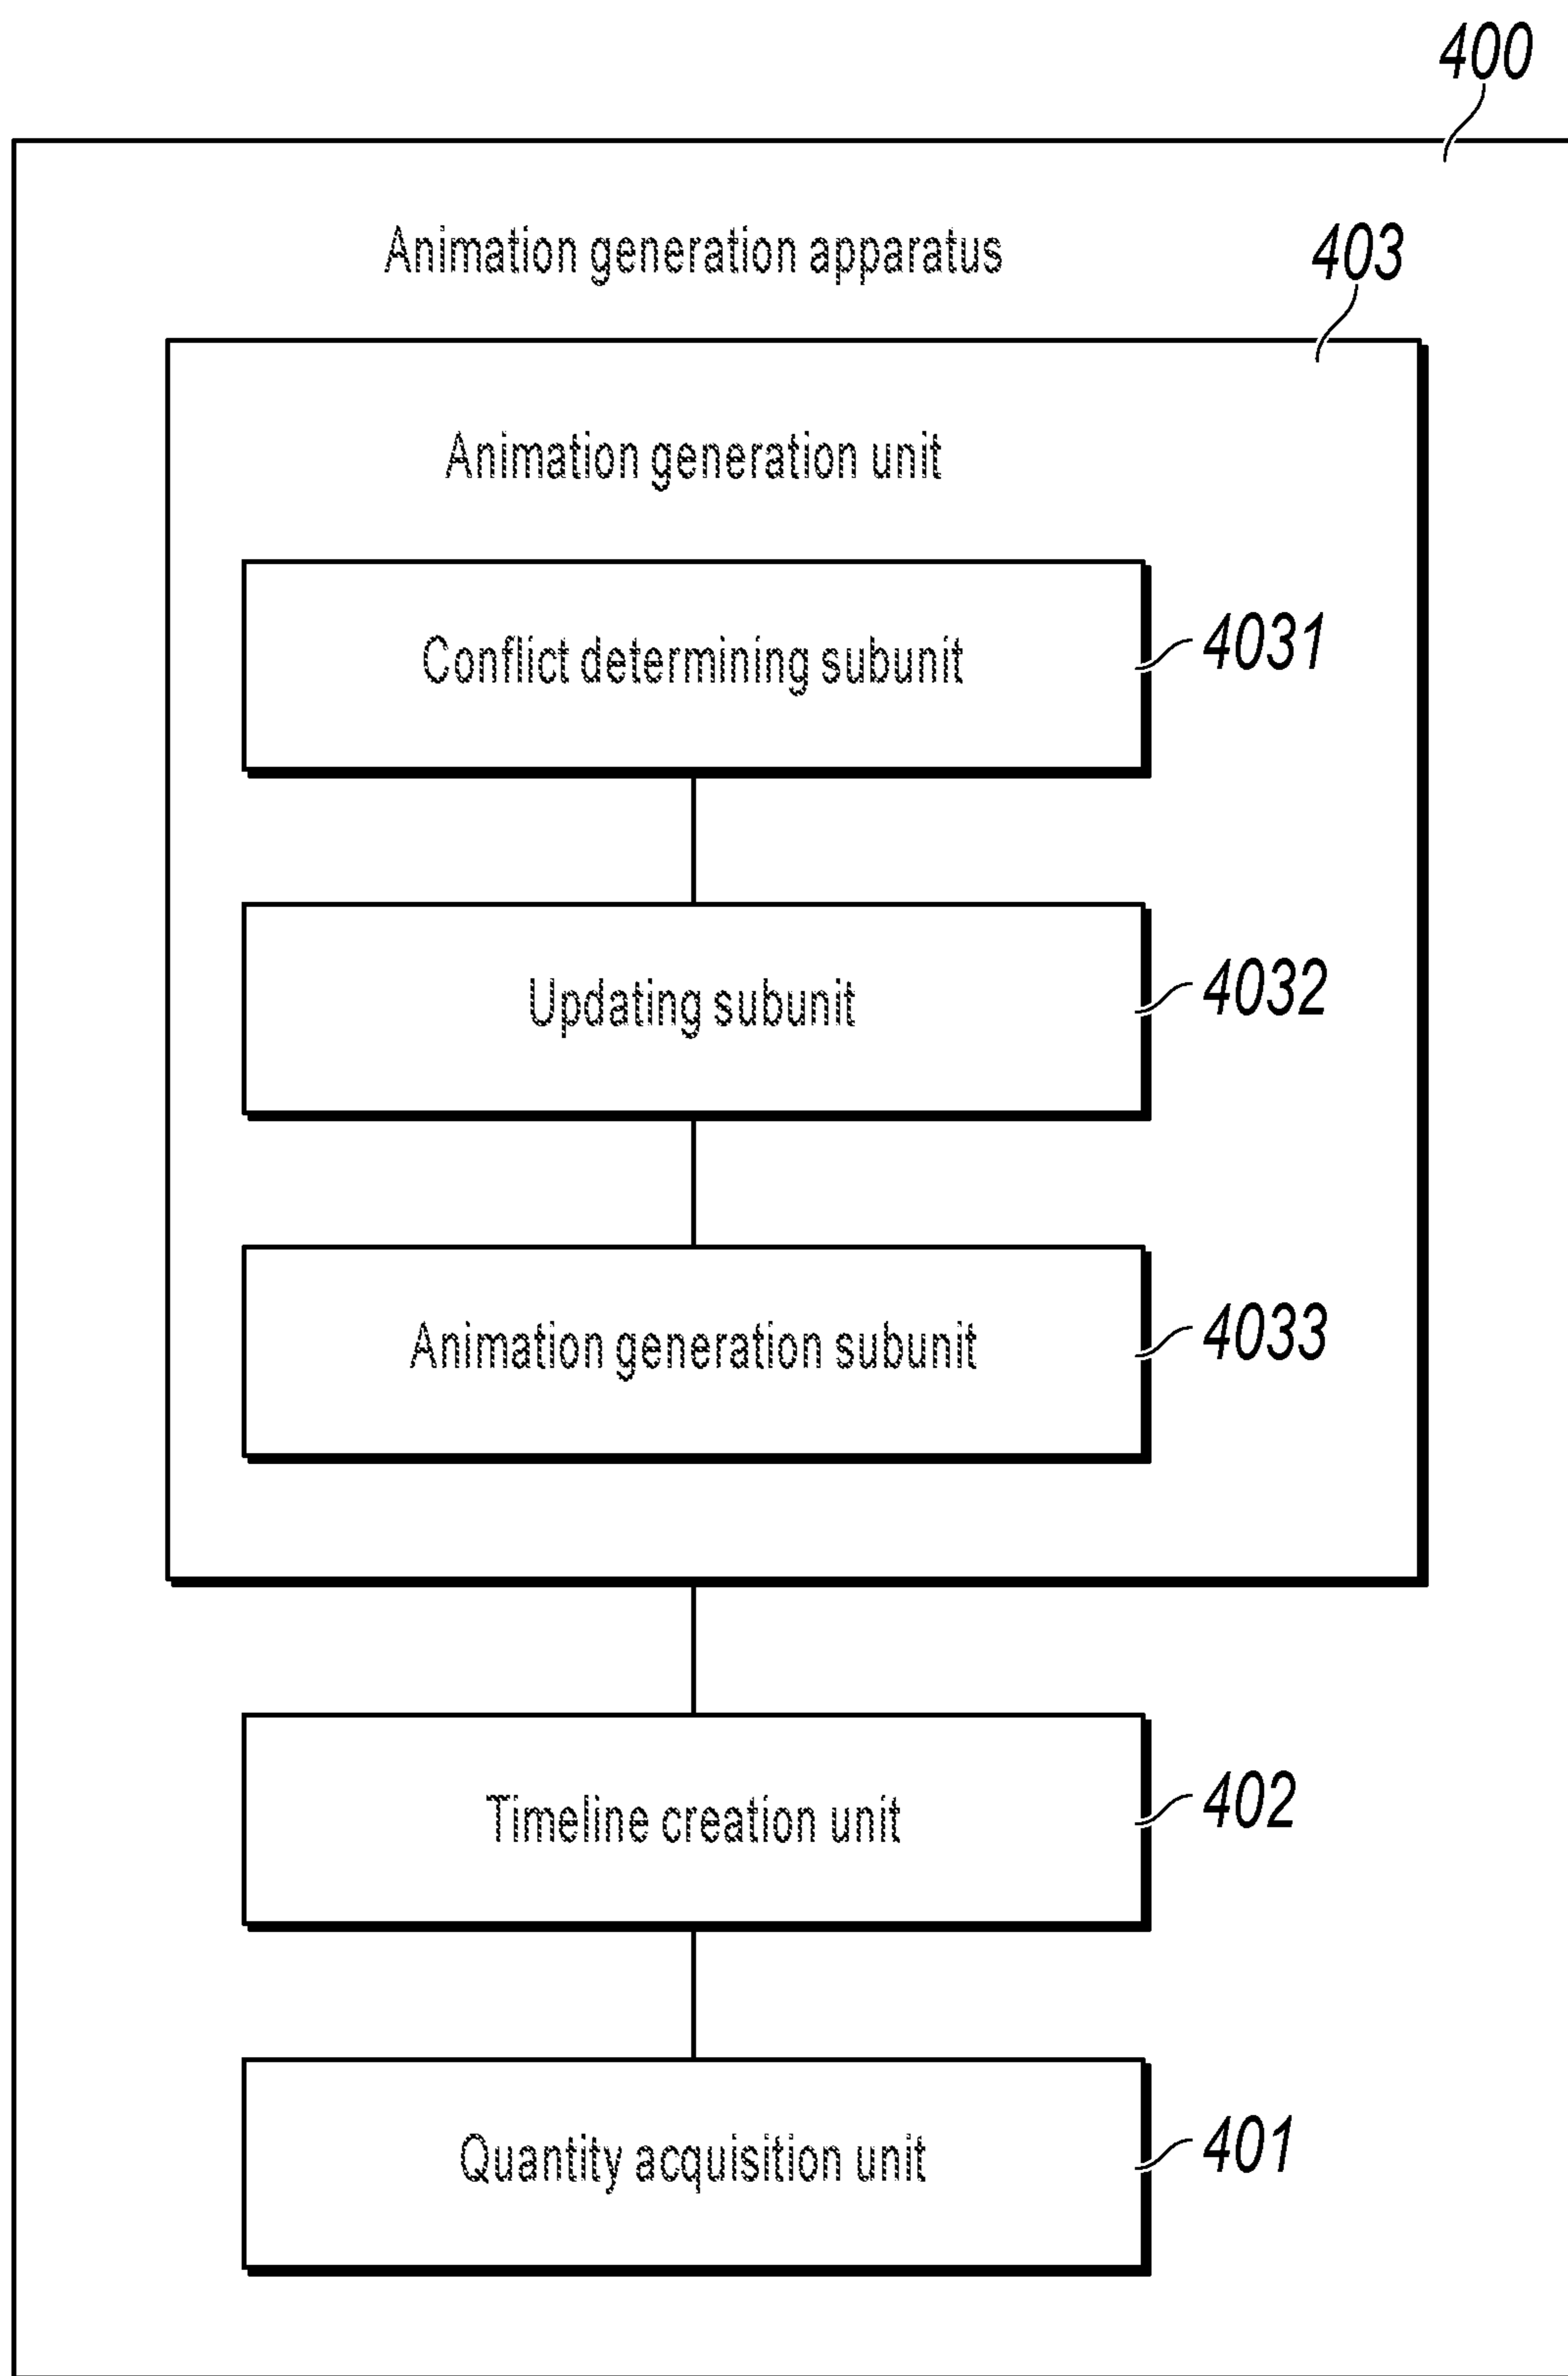 400
Animation generation apparatus
403
Animation generation unit
Conflict determining subunit
4031
Updating subunit
4032
Animation generation subunit
4033
Timeline creation unit
402
Quantity acquisition unit
401